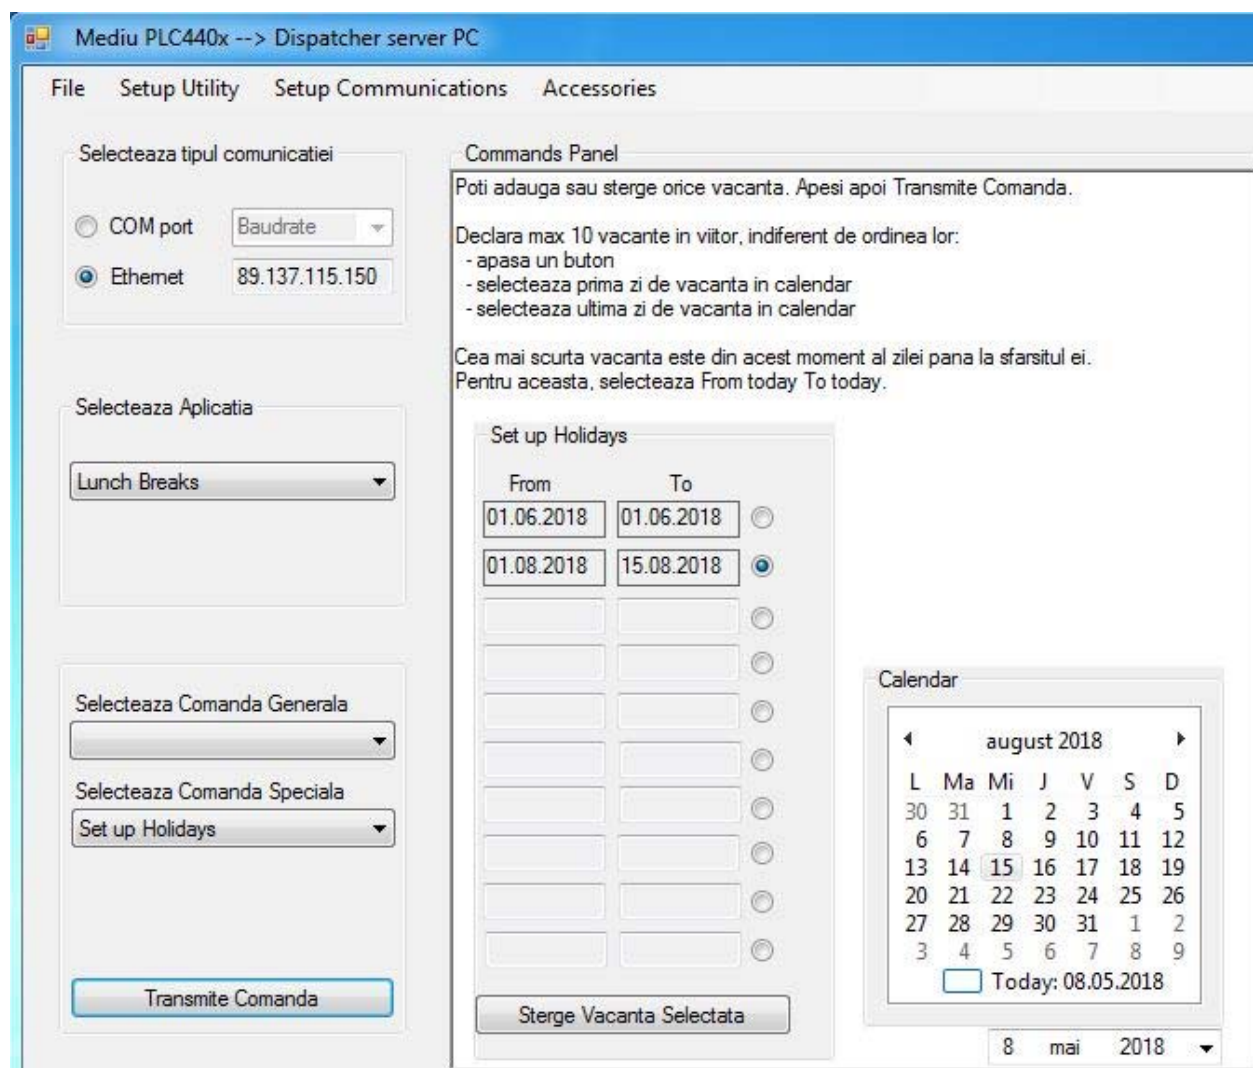 Mediu PLC440x --> Dispatcher server PC
File Setup Utility Setup Communications Accessories
Selecteaza tipul comunicatiei
COM port Baudrate
Ethernet 89.137.115.150
Selecteaza Aplicatia
Lunch Breaks
Selecteaza Comanda Generala
Selecteaza Comanda Speciala
Set up Holidays
Transmite Comanda
Commands Panel
Poti adauga sau sterge orice vacanta. Apesi apoi Transmite Comanda.
Declara max 10 vacante in viitor, indiferent de ordinea lor:
- apasa un buton
- selecteaza prima zi de vacanta in calendar
- selecteaza ultima zi de vacanta in calendar
Cea mai scurta vacanta este din acest moment al zilei pana la sfarsitul ei.
Pentru aceasta, selecteaza From today To today.
Set up Holidays
From To
01.06.2018 01.06.2018
01.08.2018 15.08.2018
Sterge Vacanta Selectata
Calendar
august 2018
L Ma Mi J V S D
30 31 1 2 3 4 5
6 7 8 9 10 11 12
13 14 15 16 17 18 19
20 21 22 23 24 25 26
27 28 29 30 31 1 2
3 4 5 6 7 8 9
Today: 08.05.2018
8 mai 2018